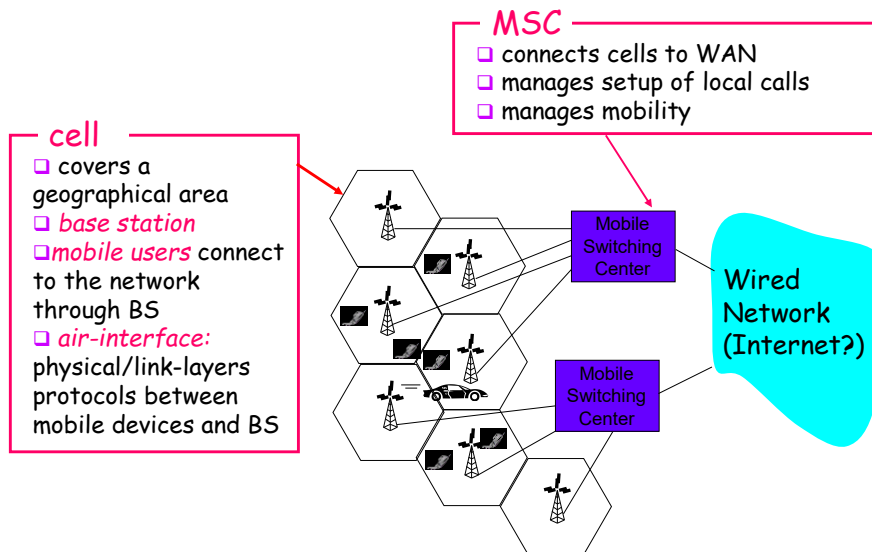 MSC
❑ connects cells to WAN
❑ manages setup of local calls
❑ manages mobility
cell
❑ covers a
geographical area
❑ base station
❑mobile users connect
to the network
through BS
❑ air-interface:
physical/link-layers
protocols between
mobile devices and BS
Mobile
Switching
Center
Wired
Network
(Internet?)
Mobile
Switching
Center